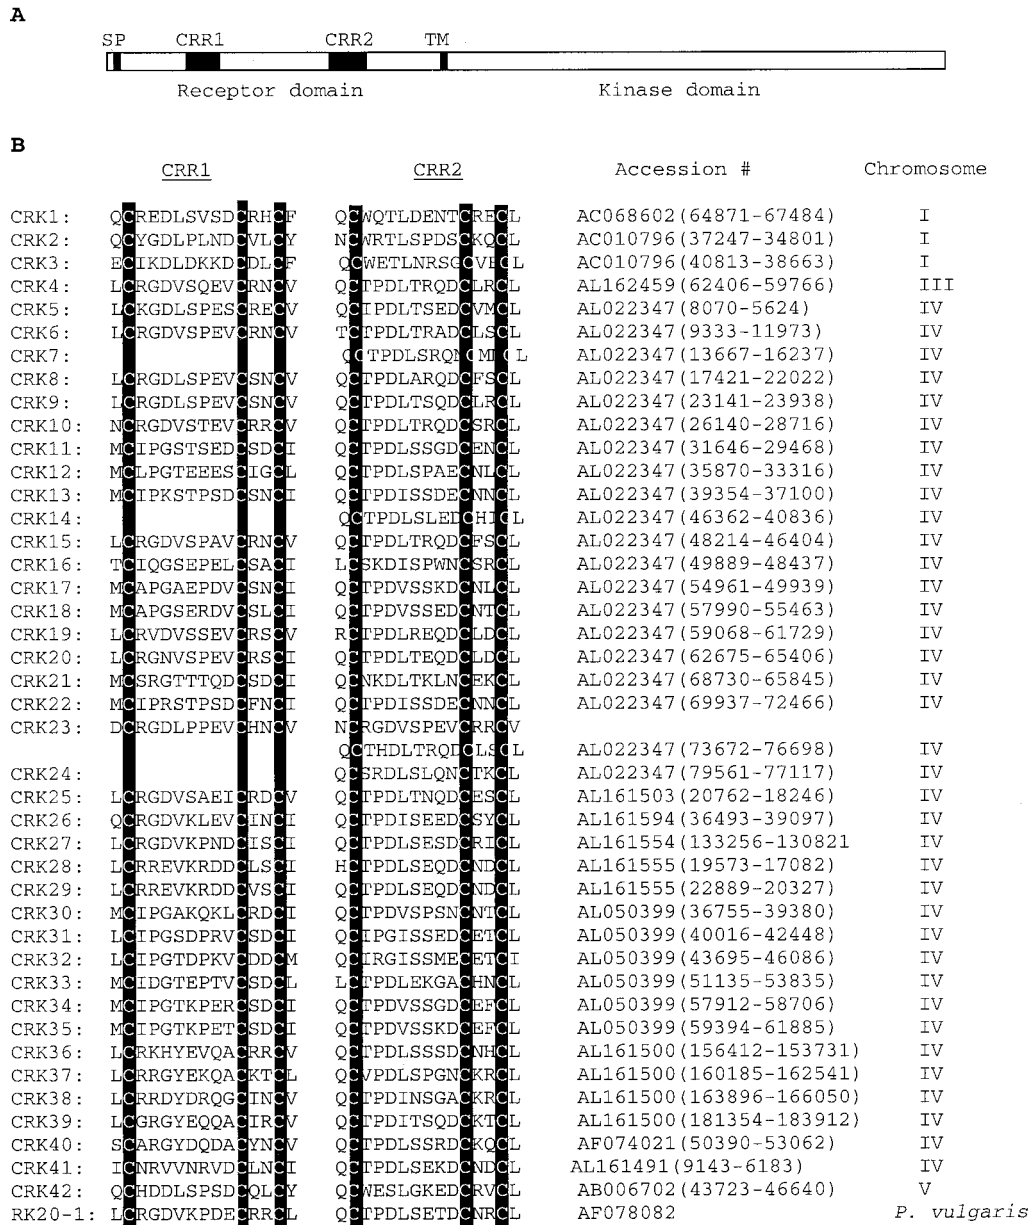 A
SP CRR1 CRR2 TM
Receptor domain Kinase domain
B
CRR1 CRR2 Accession # Chromosome
CRK1: QCREDLSVSDCRHCF QCWQTLDENTCRECL AC068602(64871-67484) I
CRK2: QCYGDLPLNDCVLCY NCWRTLSPDSCKQCL AC010796(37247-34801) I
CRK3: ECIKDLDKKDCDLCF QCWETLNRSGCVECL AC010796(40813-38663) I
CRK4: LCRGDVSQEVCRNCV QCTPDLTRQDCLRCL AL162459(62406-59766) III
CRK5: LCKGDLSPESCRECV QCIPDLTSEDCVMCL AL022347(8070-5624) IV
CRK6: LCRGDVSPEVCRNCV TCTPDLTRADCLSCL AL022347(9333-11973) IV
CRK7: QCTPDLSRQNCMKCL AL022347(13667-16237) IV
CRK8: LCRGDLSPEVCSNCV QCTPDLARQDCFSCL AL022347(17421-22022) IV
CRK9: LCRGDLSPEVCSNCV QCTPDLTSQDCLRCL AL022347(23141-23938) IV
CRK10: NCRGDVSTEVCRRCV QCTPDLTRQDCSRCL AL022347(26140-28716) IV
CRK11: MCIPGSTSEDCSDCI QCTPDLSSGDCENCL AL022347(31646-29468) IV
CRK12: MCLPGTEEESCIGCL QCTPDLSPAECNLCL AL022347(35870-33316) IV
CRK13: MCIPKSTPSDCSNCI QCTPDISSDECNNCL AL022347(39354-37100) IV
CRK14: QCTPDLSLEDCHICL AL022347(46362-40836) IV
CRK15: LCRGDVSPAVCRNCV QCTPDLTRQDCFSCL AL022347(48214-46404) IV
CRK16: TCIQGSEPELCSACI LCSKDISPWNCSRCL AL022347(49889-48437) IV
CRK17: MCAPGAEPDVCSNCI QCTPDVSSKDCNLCL AL022347(54961-49939) IV
CRK18: MCAPGSERDVCSLCI QCTPDVSSEDCNTCL AL022347(57990-55463) IV
CRK19: LCRVDVSSEVCRSCV RCTPDLREQDCLDCL AL022347(59068-61729) IV
CRK20: LCRGNVSPEVCRSCI QCTPDLTEQDCLDCL AL022347(62675-65406) IV
CRK21: MCSRGTTTQDCSDCI QCNKDLTKLNCEKCL AL022347(68730-65845) IV
CRK22: MCIPRSTPSDCFNCI QCTPDISSDECNNCL AL022347(69937-72466) IV
CRK23: DCRGDLPPEVCHNCV NCRGDVSPEVCRRCV
QCTHDLTRQDCLSCL AL022347(73672-76698) IV
CRK24: QCSRDLSLQNCTKCL AL022347(79561-77117) IV
CRK25: LCRGDVSAEICRDCV QCTPDLTNQDCESCL AL161503(20762-18246) IV
CRK26: QCRGDVKLEVCINCI QCTPDISEEDCSYCL AL161594(36493-39097) IV
CRK27: LCRGDVKPNDCISCI QCTPDLSESDCRICL AL161554(133256-130821 IV
CRK28: LCRREVKRDDCLSCI HCTPDLSEQDCNDCL AL161555(19573-17082) IV
CRK29: LCRREVKRDDCVSCI QCTPDLSEQDCNDCL AL161555(22889-20327) IV
CRK30: MCIPGAKQKLCRDCI QCTPDVSPSNCNTCL AL050399(36755-39380) IV
CRK31: LCIPGSDPRVCSDCI QCIPGISSEDCETCL AL050399(40016-42448) IV
CRK32: LCIPGTDPKVCDDCM QCIRGISSMECETCI AL050399(43695-46086) IV
CRK33: MCIDGTEPTVCSDCL LCTPDLEKGACHNCL AL050399(51135-53835) IV
CRK34: MCIPGTKPERCSDCI QCTPDVSSGDCEFCL AL050399(57912-58706) IV
CRK35: MCIPGTKPETCSDCI QCTPDVSSKDCEFCL AL050399(59394-61885) IV
CRK36: LCRKHYEVQACRRCV QCTPDLSSSDCNHCL AL161500(156412-153731) IV
CRK37: LCRRGYEKQACKTCL QCVPDLSPGNCKRCL AL161500(160185-162541) IV
CRK38: LCRRDYDRQGCINCV QCTPDINSGACKRCL AL161500(163896-166050) IV
CRK39: LCGRGYEQQACIRCV QCTPDITSQDCKTCL AL161500(181354-183912) IV
CRK40: SCARGYDQDACYNCV QCTPDLSSRDCKQCL AF074021(50390-53062) IV
CRK41: ICNRVVNRVDCLNCI QCTPDLSEKDCNDCL AL161491(9143-6183) IV
CRK42: QCHDDLSPSDCQLCY QCWESLGKEDCRVCL AB006702(43723-46640) V
RK20-1: LCRGDVKPDECRRCL QCTPDLSETDCNRCL AF078082 P. vulgaris